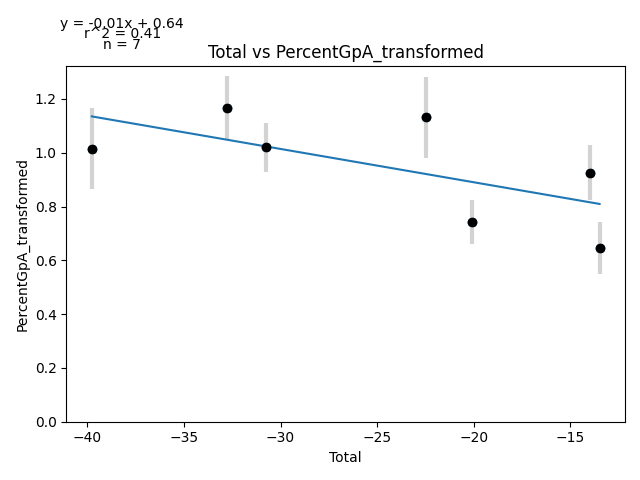 y = -0.01x + 0.64
r^2 = 0.41
n = 7
Total vs PercentGpA_transformed
PercentGpA_transformed
1.2
1.0
0.8
0.6
0.4
0.2
0.0
−40
−35
−30
−25
−20
−15
Total